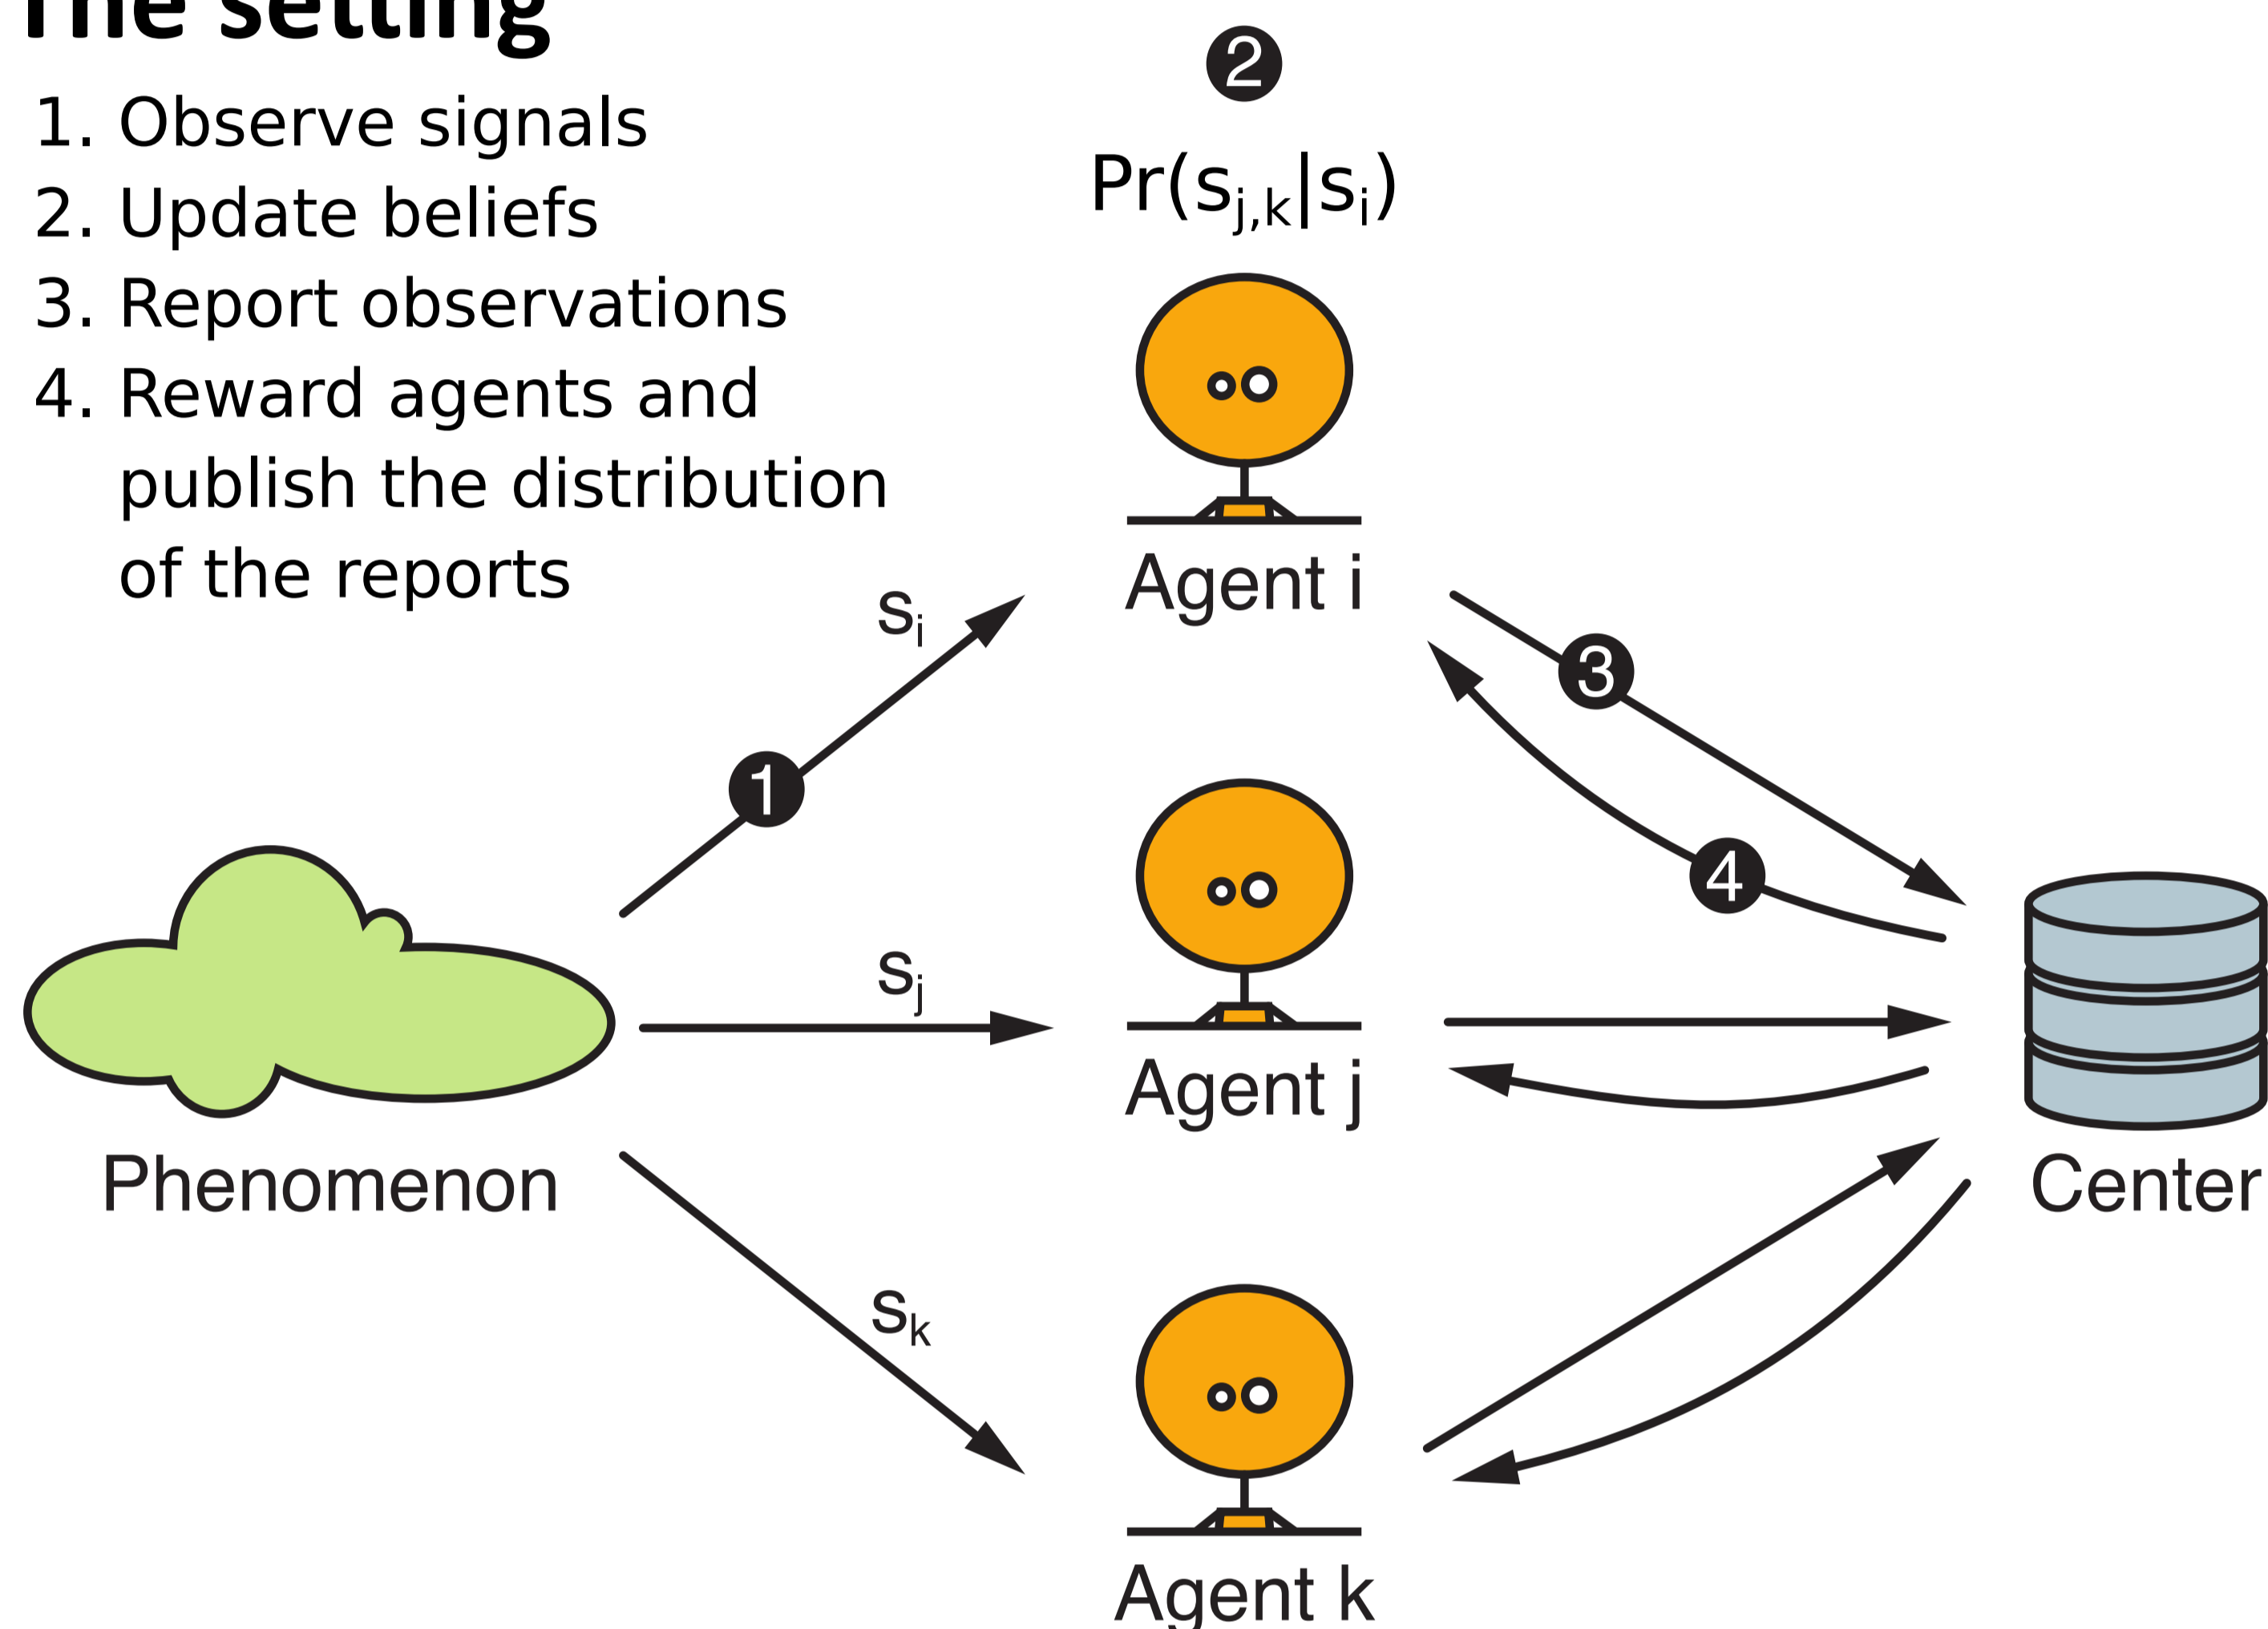 The setting
1. Observe signals
2. Update beliefs
3. Report observations
4. Reward agents and
publish the distribution
of the reports
2
Pr(sj,k|si)
Agent i
si
3
1
4
sj
Agent j
Phenomenon
Center
sk
Agent k